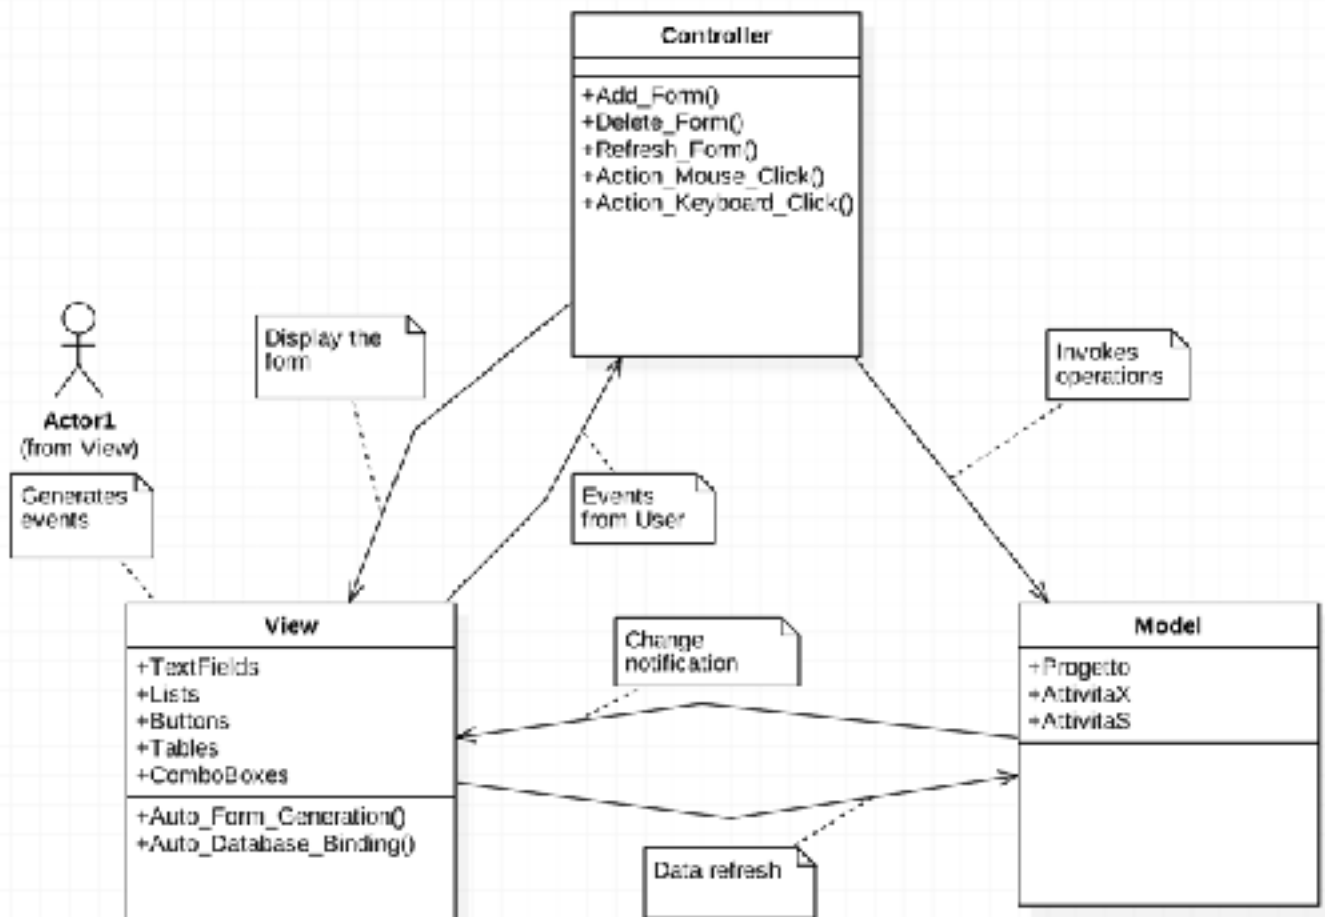 Controller
+Add_Form()
+Delete_Form()
+Refresh_Form()
+Action_Mouse_Click()
+Action_Keyboard_Click()
Display the
form
Invokes
operations
Actor1
(from View)
Generates
events
Events
from User
View
+TextFields
+Lists
+Buttons
+Tables
+ComboBoxes
+Auto_Form_Generation()
+Auto_Database_Binding()
Change
notification
Model
+Progetto
+AttivitaX
+AttivitaS
Data refresh